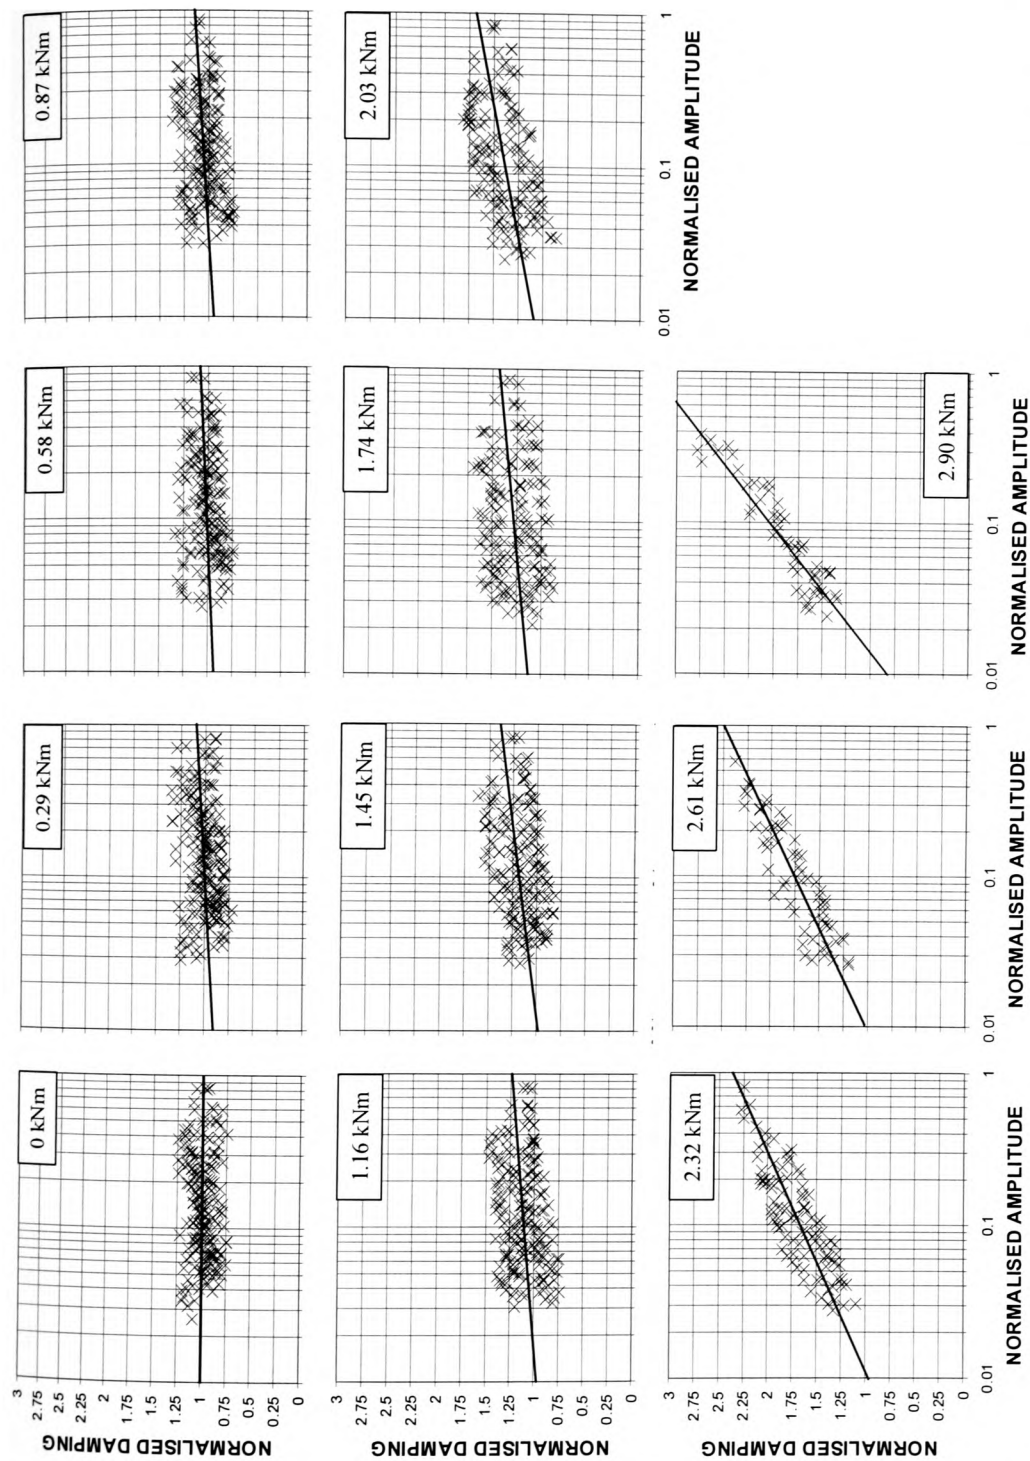 0 kNm
0.29 kNm
0.58 kNm
0.87 kNm
NORMALISED DAMPING
3
2.75
2.5
2.25
2
1.75
1.5
1.25
1
0.75
0.5
0.25
0
1.16 kNm
1.45 kNm
1.74 kNm
2.03 kNm
NORMALISED DAMPING
3
2.75
2.5
2.25
2
1.75
1.5
1.25
1
0.75
0.5
0.25
0
0.01 0.1 1
NORMALISED AMPLITUDE
2.32 kNm
2.61 kNm
2.90 kNm
NORMALISED DAMPING
3
2.75
2.5
2.25
2
1.75
1.5
1.25
1
0.75
0.5
0.25
0
0.01 0.1 1
0.01 0.1 1
0.01 0.1 1
NORMALISED AMPLITUDE
NORMALISED AMPLITUDE
NORMALISED AMPLITUDE